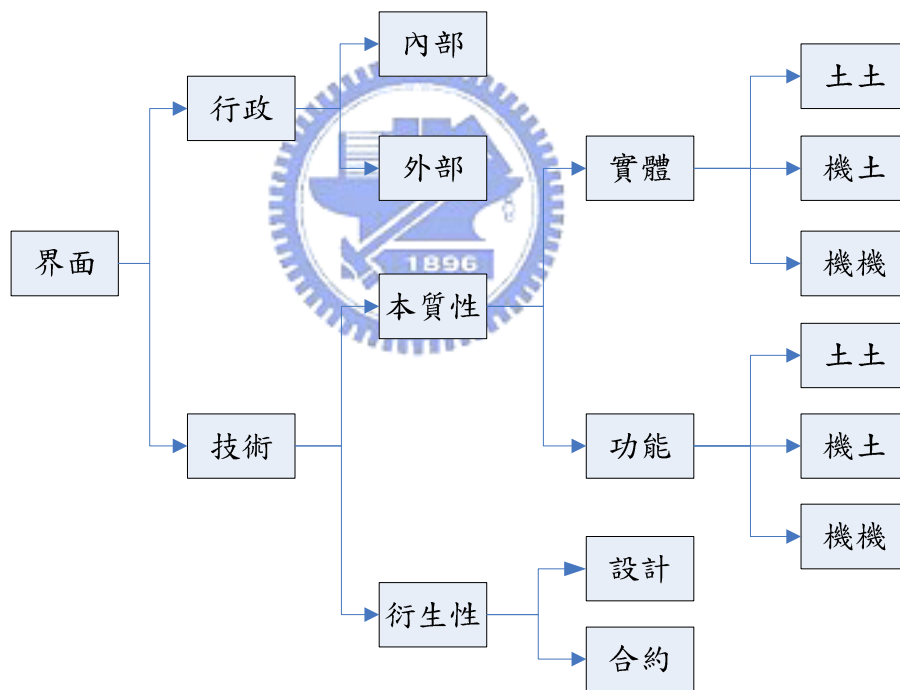 界面
行政
技術
內部
外部
本質性
衍生性
實體
功能
設計
合約
土土
機土
機機
土土
機土
機機
1896